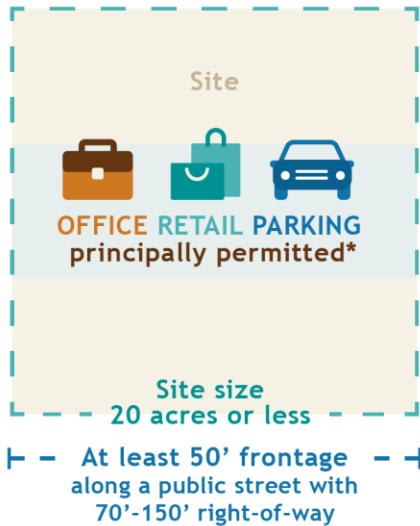 Site
OFFICE RETAIL PARKING
principally permitted*
Site size
20 acres or less
At least 50’ frontage
along a public street with
70’-150’ right-of-way